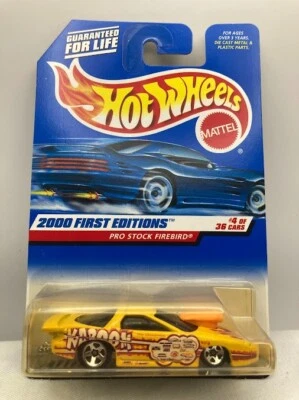 GUARANTEED
FOR LIFE
FOR AGES
OVER 3 YEARS.
DIE CAST METAL &
PLASTIC PARTS.
HOT WHEELS
MATTEL
2000 FIRST EDITIONS™
PRO STOCK FIREBIRD®
#4 OF
36 CARS
KABOOM